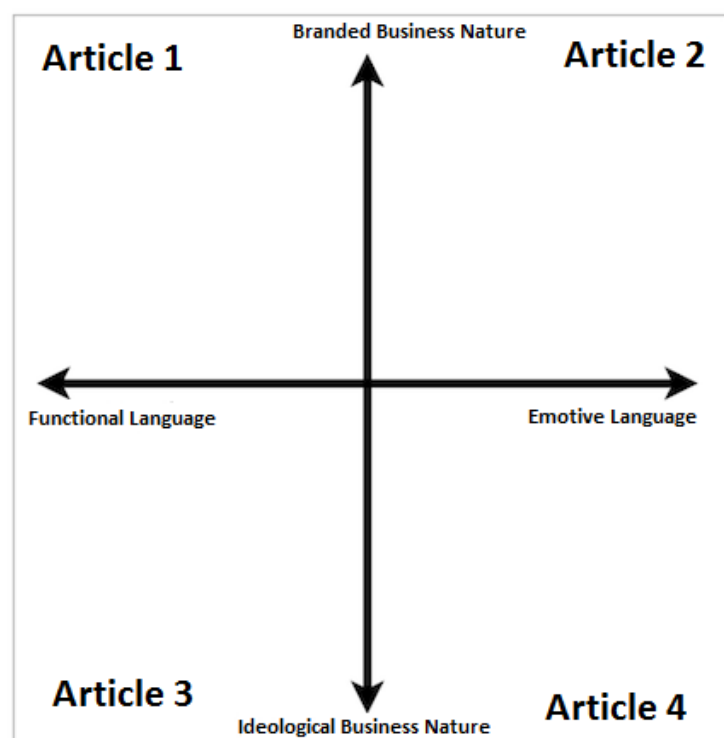 Branded Business Nature
Article 1
Article 2
Functional Language
Emotive Language
Article 3
Article 4
Ideological Business Nature